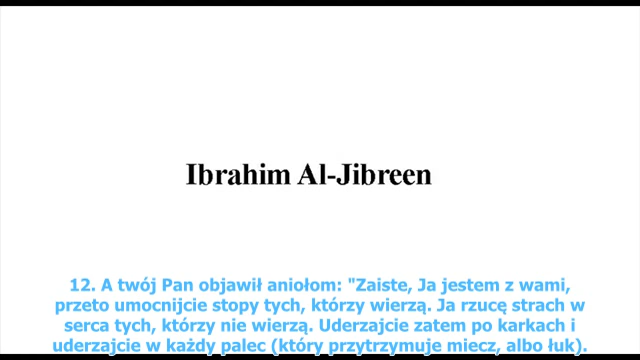 Ibrahim Al-Jibreen
12. A twój Pan objawił aniołom: "Zaiste, Ja jestem z wami,
przeto umocnijcie stopy tych, którzy wierzą. Ja rzucę strach w
serca tych, którzy nie wierzą. Uderzajcie zatem po karkach i
uderzajcie w każdy palec (który przytrzymuje miecz, albo łuk).